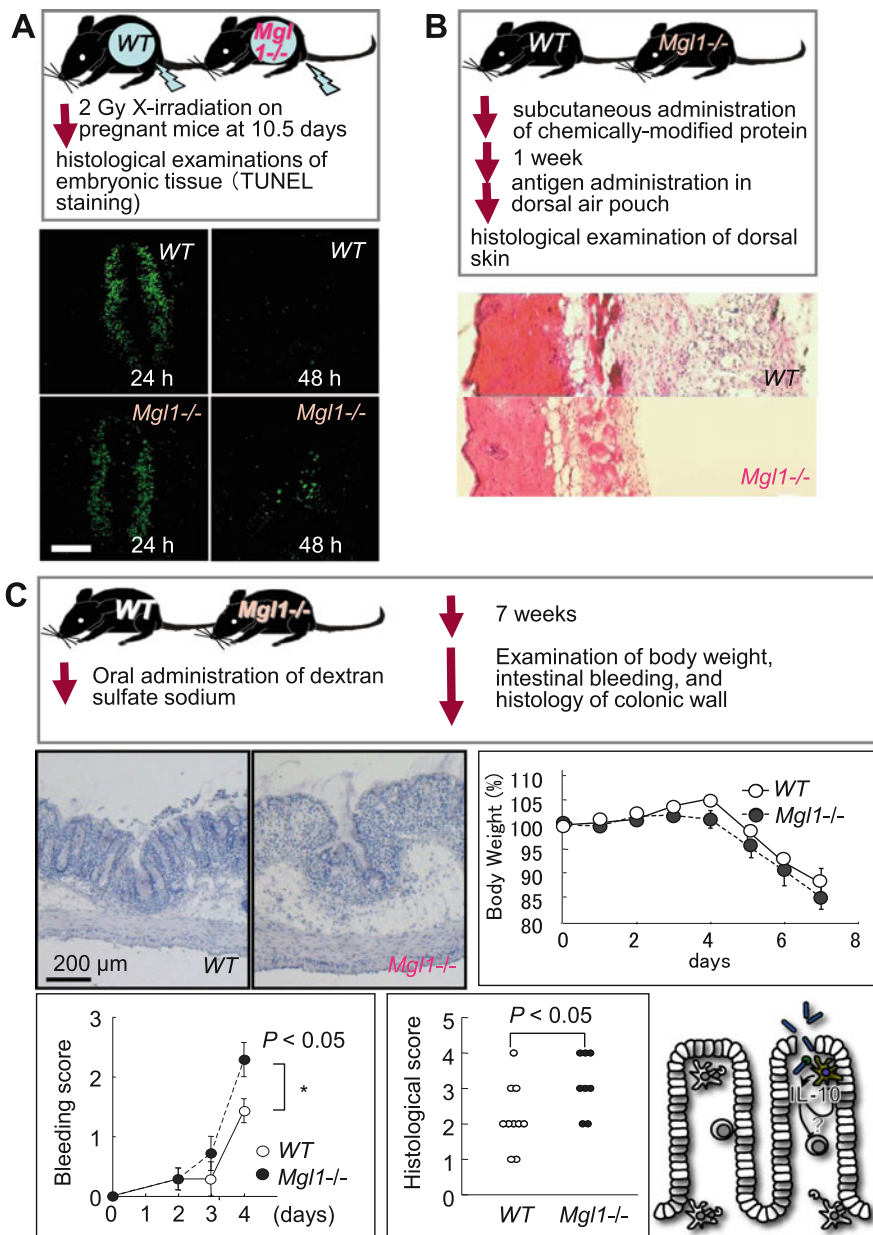 A
WT
Mgl
1-/-
2 Gy X-irradiation on
pregnant mice at 10.5 days
histological examinations of
embryonic tissue (TUNEL
staining)
WT
24 h
WT
48 h
Mgl1-/-
24 h
Mgl1-/-
48 h
B
WT
Mgl1-/-
subcutaneous administration
of chemically-modified protein
1 week
antigen administration in
dorsal air pouch
histological examination of dorsal
skin
WT
Mgl1-/-
C
WT
Mgl1-/-
Oral administration of dextran
sulfate sodium
7 weeks
Examination of body weight,
intestinal bleeding, and
histology of colonic wall
200 µm
WT
Mgl1-/-
Body Weight (%)
110
105
100
95
90
85
80
0
2
4
6
8
days
WT
Mgl1-/-
Bleeding score
3
2
1
0
0
1
2
3
4
(days)
P < 0.05
*
WT
Mgl1-/-
Histological score
5
4
3
2
1
0
P < 0.05
WT
Mgl1-/-
IL-10
?